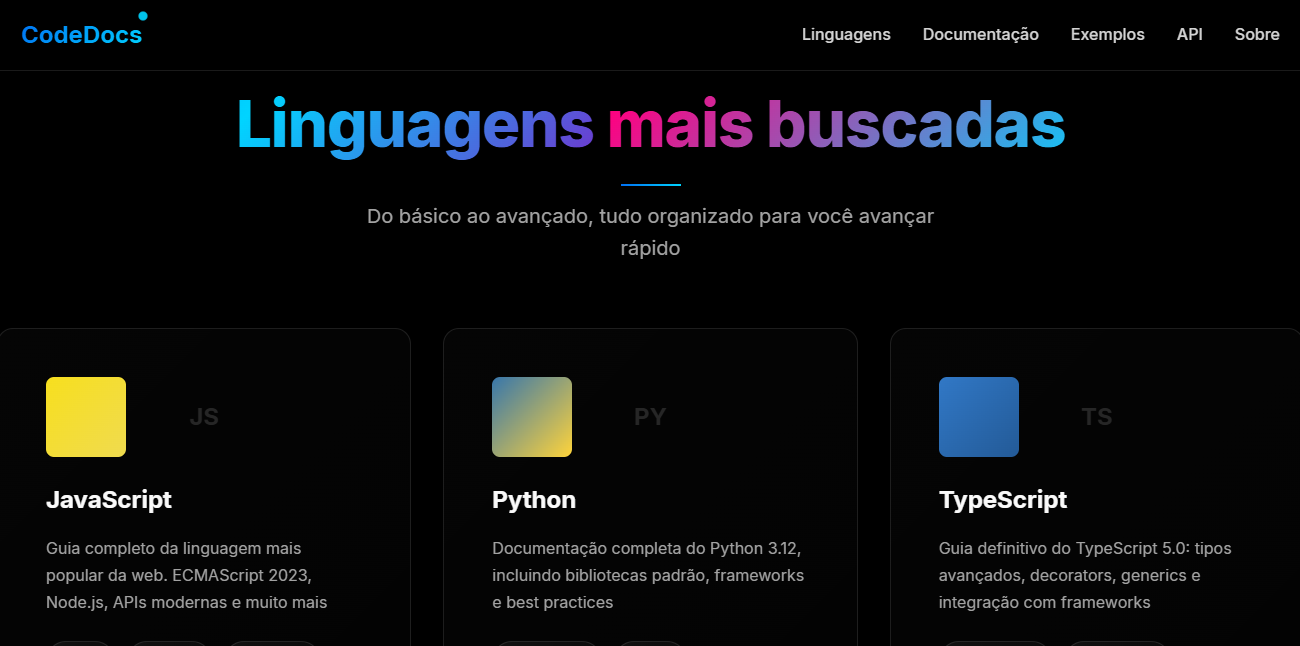 CodeDocs
Linguagens
Documentação
Exemplos
API
Sobre
Linguagens mais buscadas
Do básico ao avançado, tudo organizado para você avançar
rápido
JS
JavaScript
Guia completo da linguagem mais
popular da web. ECMAScript 2023,
Node.js, APIs modernas e muito mais
PY
Python
Documentação completa do Python 3.12,
incluindo bibliotecas padrão, frameworks
e best practices
TS
TypeScript
Guia definitivo do TypeScript 5.0: tipos
avançados, decorators, generics e
integração com frameworks